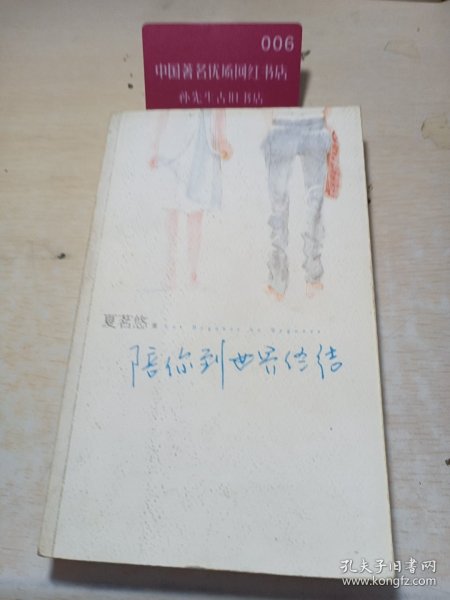 006
中国著名优质网红书店
孙先生古旧书店
夏茗悠 著
陪你到世界终结
孔夫子旧书网
www.kongfz.com